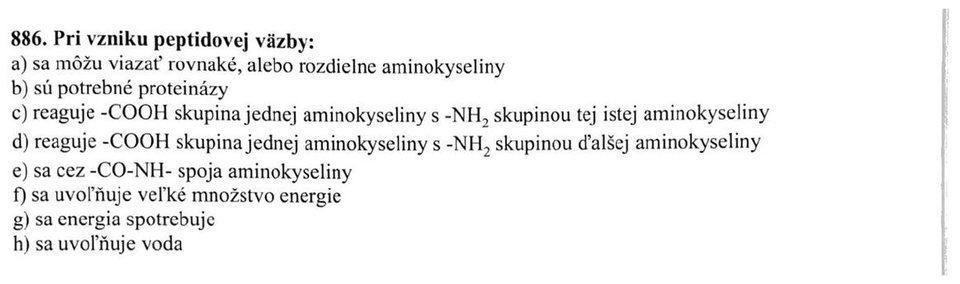 886. Pri vzniku peptidovej väzby:
a) sa môžu viazať rovnaké, alebo rozdielne aminokyseliny
b) sú potrebné proteinázy
c) reaguje -COOH skupina jednej aminokyseliny s -NH₂ skupinou tej istej aminokyseliny
d) reaguje -COOH skupina jednej aminokyseliny s -NH₂ skupinou ďalšej aminokyseliny
e) sa cez -CO-NH- spoja aminokyseliny
f) sa uvoľňuje veľké množstvo energie
g) sa energia spotrebuje
h) sa uvoľňuje voda